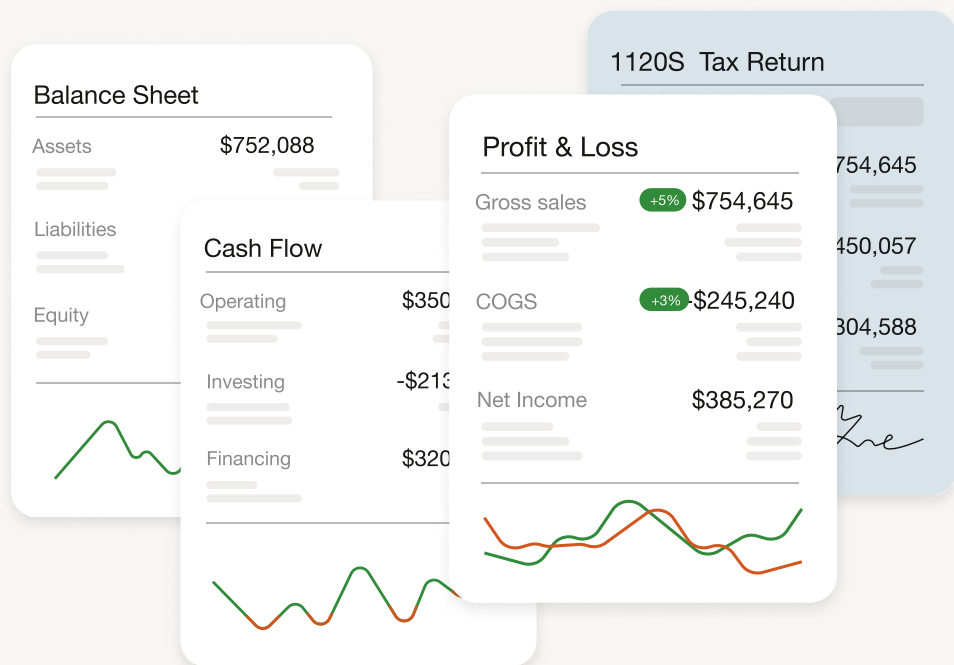 Balance Sheet
Assets $752,088
Liabilities
Equity
Cash Flow
Operating $350
Investing -$213
Financing $320
Profit & Loss
Gross sales +5% $754,645
COGS +3% -$245,240
Net Income $385,270
1120S Tax Return
754,645
450,057
304,588